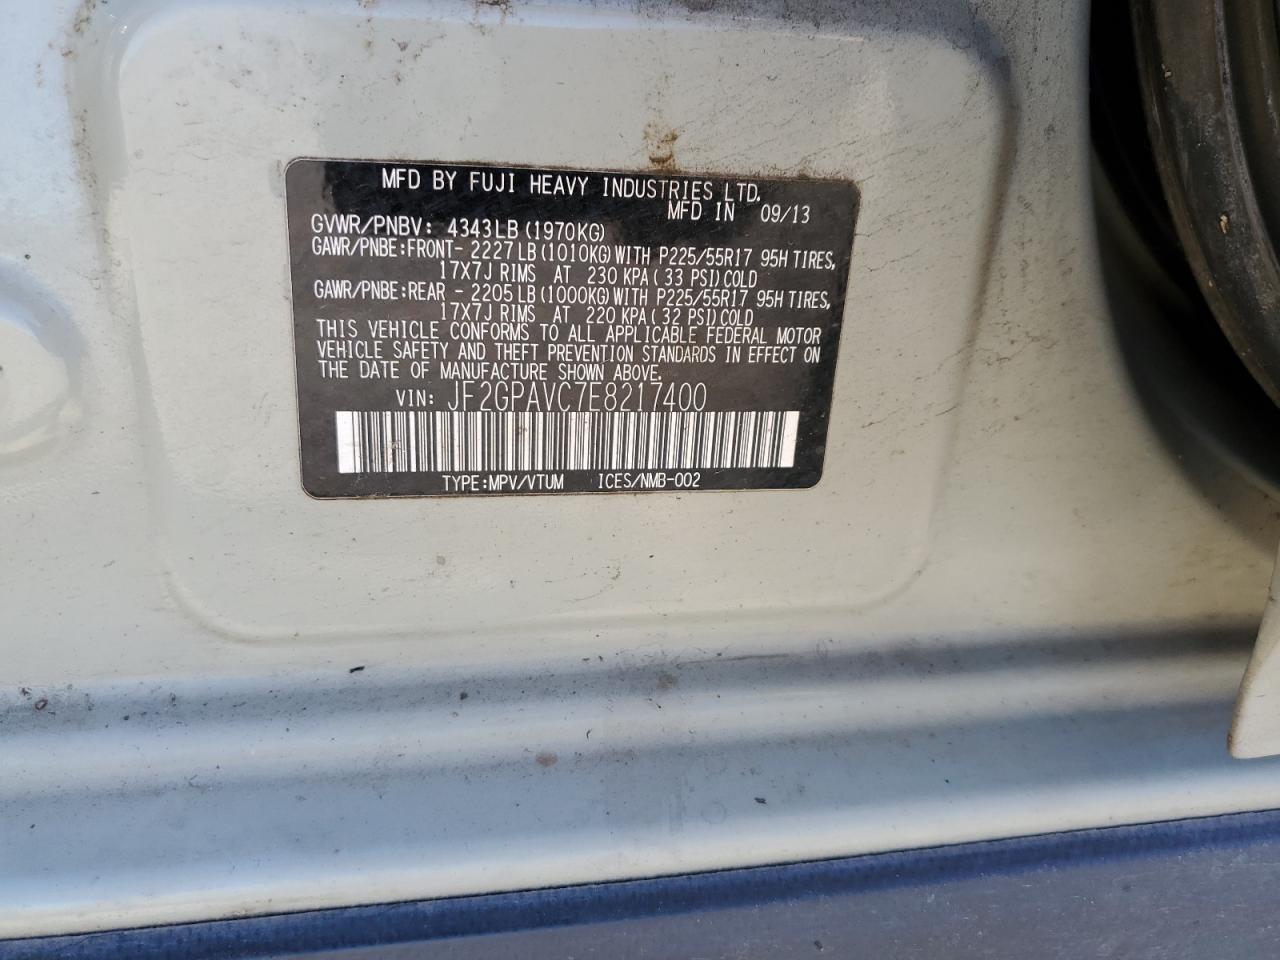 MFD BY FUJI HEAVY INDUSTRIES LTD.
MFD IN 09/13
GVWR/PNBV: 4343LB (1970KG)
GAWR/PNBE:FRONT- 2227LB(1010KG)WITH P225/55R17 95H TIRES,
17X7J RIMS AT 230 KPA( 33 PSI)COLD
GAWR/PNBE:REAR - 2205LB(1000KG)WITH P225/55R17 95H TIRES,
17X7J RIMS AT 220 KPA( 32 PSI)COLD
THIS VEHICLE CONFORMS TO ALL APPLICABLE FEDERAL MOTOR
VEHICLE SAFETY AND THEFT PREVENTION STANDARDS IN EFFECT ON
THE DATE OF MANUFACTURE SHOWN ABOVE.
VIN: JF2GPAVC7E8217400
TYPE:MPV/VTUM ICES/NMB-002